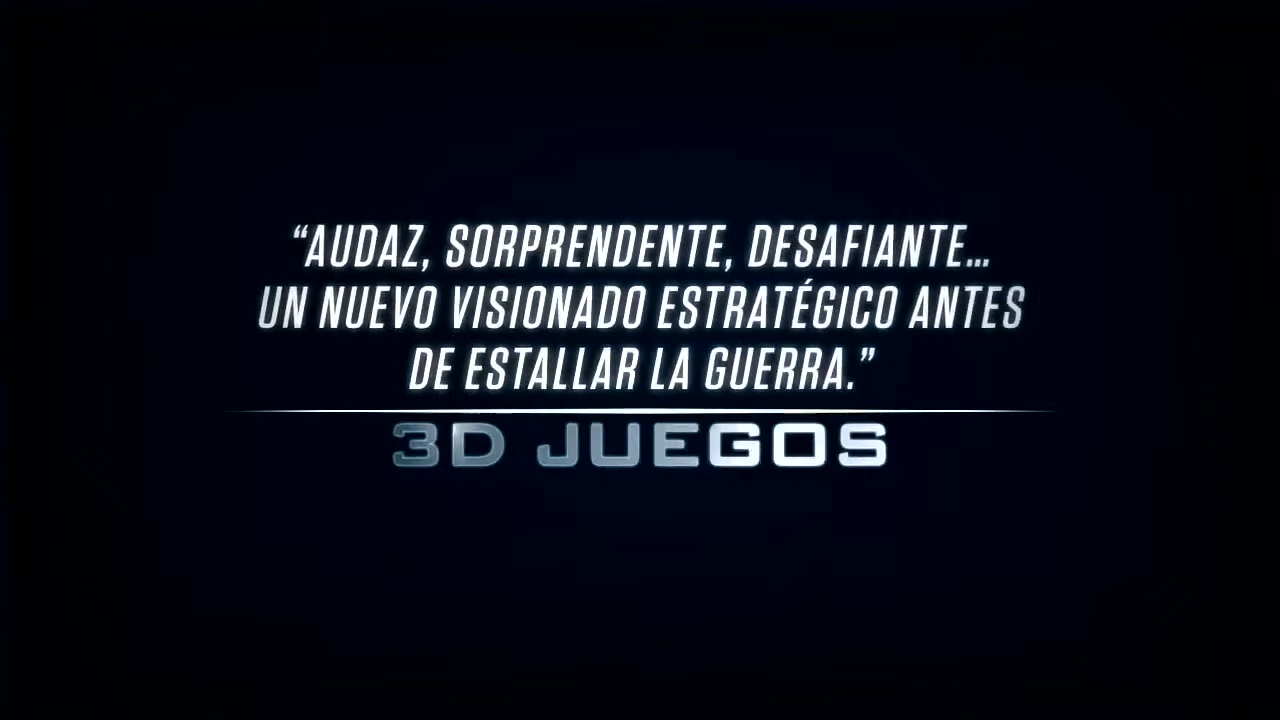 “AUDAZ, SORPRENDENTE, DESAFIANTE...
UN NUEVO VISIONADO ESTRATÉGICO ANTES
DE ESTALLAR LA GUERRA.”
3D JUEGOS